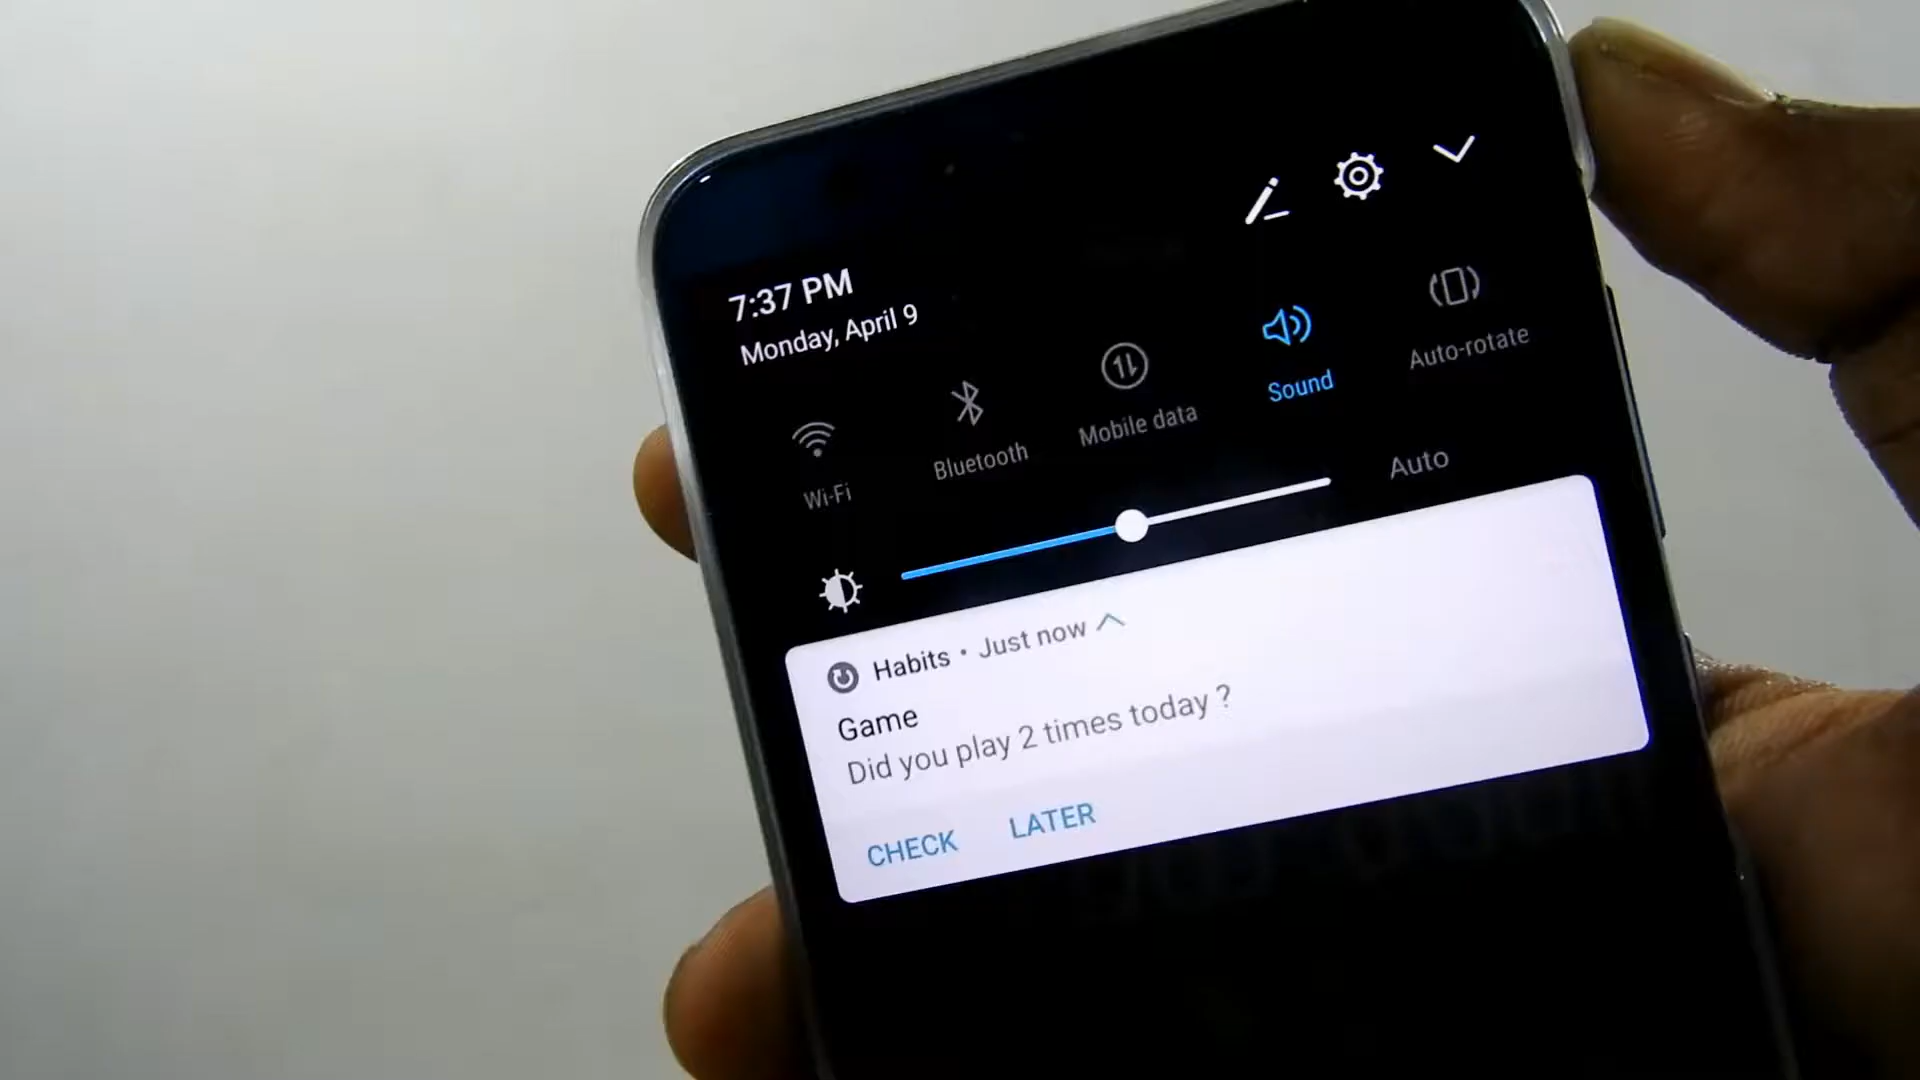 7:37 PM
Monday, April 9
Wi-Fi
Bluetooth
Mobile data
Sound
Auto-rotate
Auto
Habits • Just now
Game
Did you play 2 times today ?
CHECK LATER